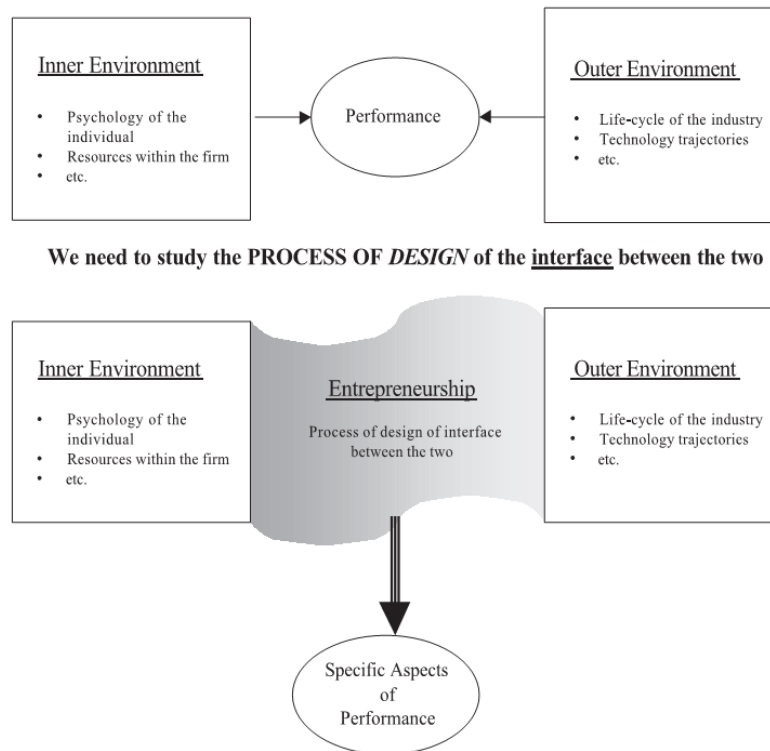 Inner Environment
• Psychology of the
individual
• Resources within the firm
• etc.
Performance
Outer Environment
• Life-cycle of the industry
• Technology trajectories
• etc.
We need to study the PROCESS OF DESIGN of the interface between the two
Inner Environment
• Psychology of the
individual
• Resources within the firm
• etc.
Entrepreneurship
Process of design of interface
between the two
Outer Environment
• Life-cycle of the industry
• Technology trajectories
• etc.
Specific Aspects
of
Performance